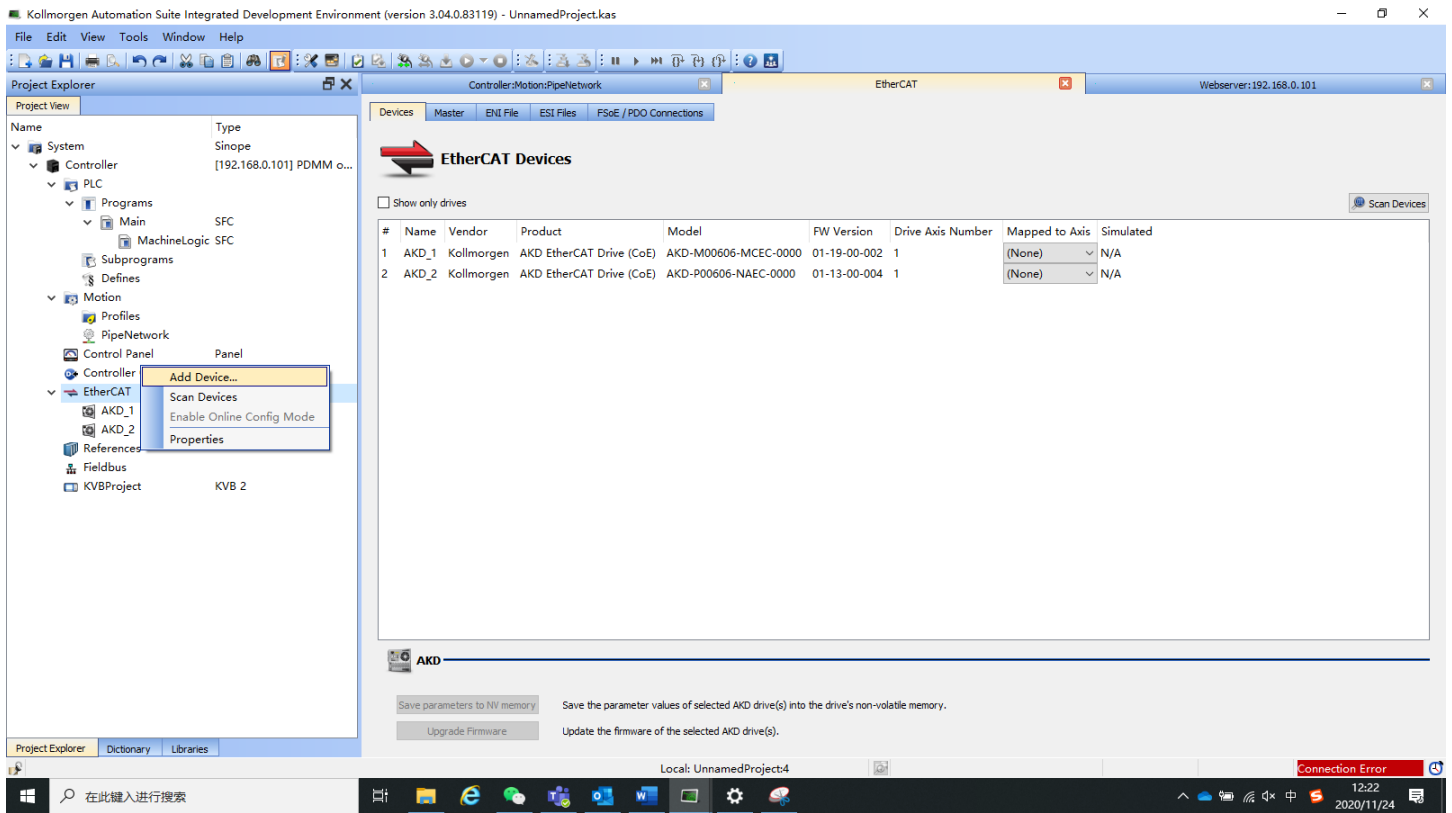 Kollmorgen Automation Suite Integrated Development Environment (version 3.04.0.83119) - UnnamedProject.kas
File Edit View Tools Window Help
Project Explorer
Controller:Motion:PipeNetwork
EtherCAT
Webserver:192.168.0.101
Project View
Devices Master ENI File ESI Files FSoE / PDO Connections
Name Type
System Sinope
Controller [192.168.0.101] PDMM o...
PLC
Programs
Main SFC
MachineLogic SFC
Subprograms
Defines
Motion
Profiles
PipeNetwork
Control Panel Panel
Controller
EtherCAT
AKD_1
AKD_2
References
Fieldbus
KVBProject KVB 2
Add Device...
Scan Devices
Enable Online Config Mode
Properties
EtherCAT Devices
Show only drives
Scan Devices
# Name Vendor Product Model FW Version Drive Axis Number Mapped to Axis Simulated
1 AKD_1 Kollmorgen AKD EtherCAT Drive (CoE) AKD-M00606-MCEC-0000 01-19-00-002 1 (None) N/A
2 AKD_2 Kollmorgen AKD EtherCAT Drive (CoE) AKD-P00606-NAEC-0000 01-13-00-004 1 (None) N/A
AKD
Save parameters to NV memory Save the parameter values of selected AKD drive(s) into the drive's non-volatile memory.
Upgrade Firmware Update the firmware of the selected AKD drive(s).
Project Explorer Dictionary Libraries
Local: UnnamedProject:4
Connection Error
在此键入进行搜索
中
12:22
2020/11/24